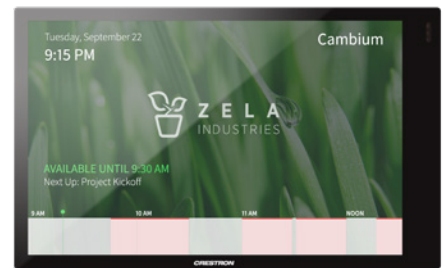 Tuesday, September 22
9:15 PM
Cambium
ZELA
INDUSTRIES
AVAILABLE UNTIL 9:30 AM
Next Up: Project Kickoff
9 AM
10 AM
11 AM
NOON
CRESTRON